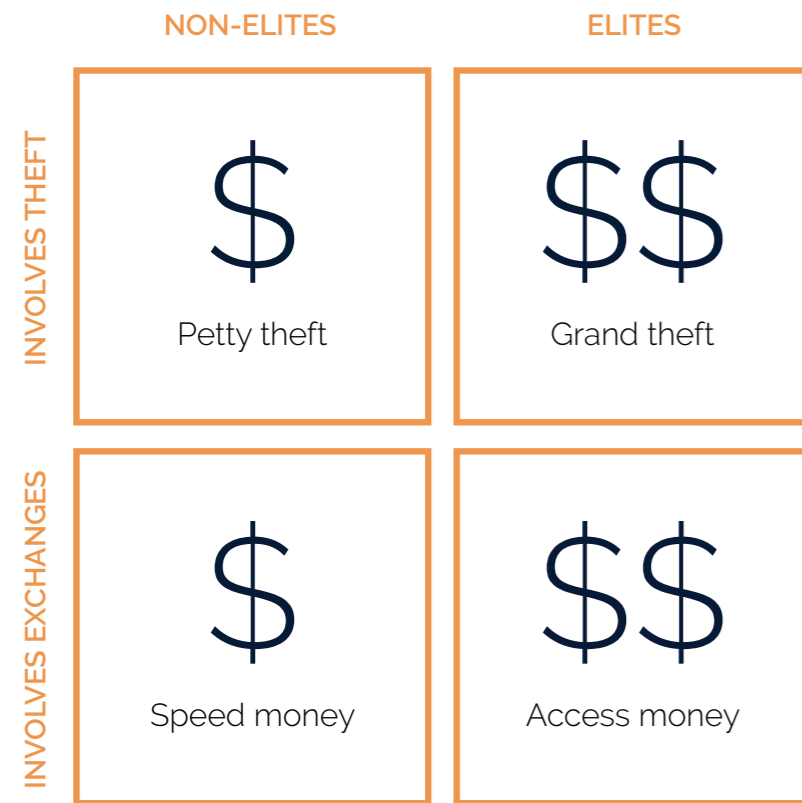 NON-ELITES
ELITES
INVOLVES THEFT
$
$$
Petty theft
Grand theft
INVOLVES EXCHANGES
$
$$
Speed money
Access money